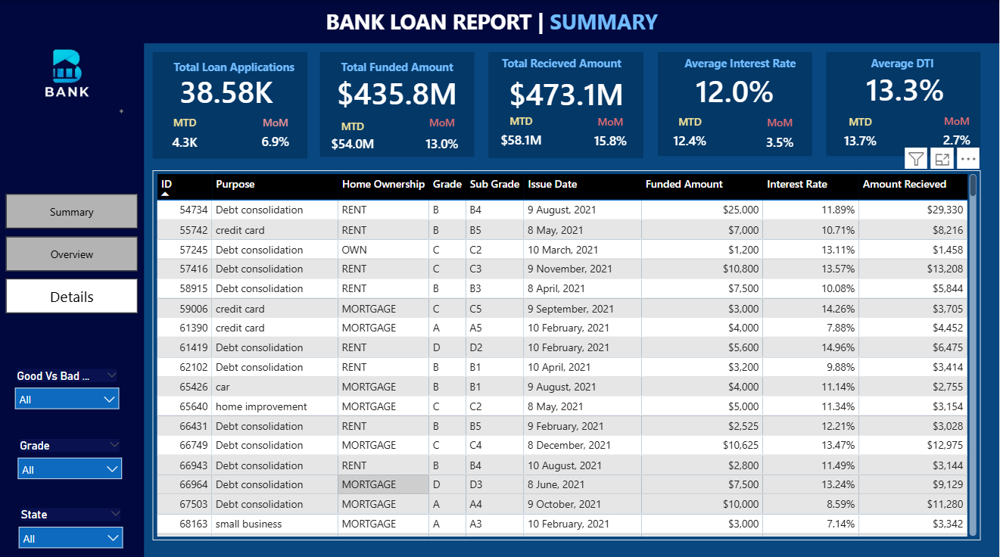 BANK LOAN REPORT | SUMMARY
BANK
Total Loan Applications
38.58K
MTD MoM
4.3K 6.9%
Total Funded Amount
$435.8M
MTD MoM
$54.0M 13.0%
Total Recieved Amount
$473.1M
MTD MoM
$58.1M 15.8%
Average Interest Rate
12.0%
MTD MoM
12.4% 3.5%
Average DTI
13.3%
MTD MoM
13.7% 2.7%
Summary
Overview
Details
Good Vs Bad ...
All
Grade
All
State
All
ID Purpose Home Ownership Grade Sub Grade Issue Date Funded Amount Interest Rate Amount Recieved
54734 Debt consolidation RENT B B4 9 August, 2021 $25,000 11.89% $29,330
55742 credit card RENT B B5 8 May, 2021 $7,000 10.71% $8,216
57245 Debt consolidation OWN C C2 10 March, 2021 $1,200 13.11% $1,458
57416 Debt consolidation RENT C C3 9 November, 2021 $10,800 13.57% $13,208
58915 Debt consolidation RENT B B3 8 April, 2021 $7,500 10.08% $5,844
59006 credit card MORTGAGE C C5 9 September, 2021 $3,000 14.26% $3,705
61390 credit card MORTGAGE A A5 10 February, 2021 $4,000 7.88% $4,452
61419 Debt consolidation RENT D D2 10 February, 2021 $5,600 14.96% $6,475
62102 Debt consolidation RENT B B1 10 April, 2021 $3,200 9.88% $3,414
65426 car MORTGAGE B B1 9 August, 2021 $4,000 11.14% $2,755
65640 home improvement MORTGAGE C C2 8 May, 2021 $5,000 11.34% $3,154
66431 Debt consolidation RENT B B5 9 February, 2021 $2,525 12.21% $3,028
66749 Debt consolidation MORTGAGE C C4 8 December, 2021 $10,625 13.47% $12,975
66943 Debt consolidation RENT B B4 10 August, 2021 $2,800 11.49% $3,144
66964 Debt consolidation MORTGAGE D D3 8 June, 2021 $7,500 13.24% $9,129
67503 Debt consolidation MORTGAGE A A4 9 October, 2021 $10,000 8.59% $11,280
68163 small business MORTGAGE A A3 10 February, 2021 $3,000 7.14% $3,342